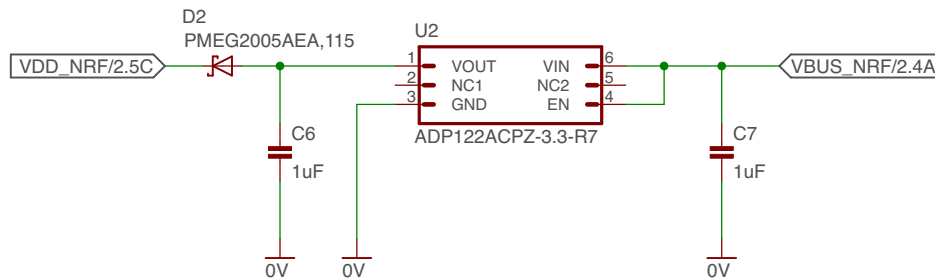 D2
PMEG2005AEA,115
U2
VDD_NRF/2.5C
1
VOUT
VIN
6
VBUS_NRF/2.4A
2
NC1
NC2
5
3
GND
EN
4
C6
ADP122ACPZ-3.3-R7
C7
1uF
1uF
0V
0V
0V